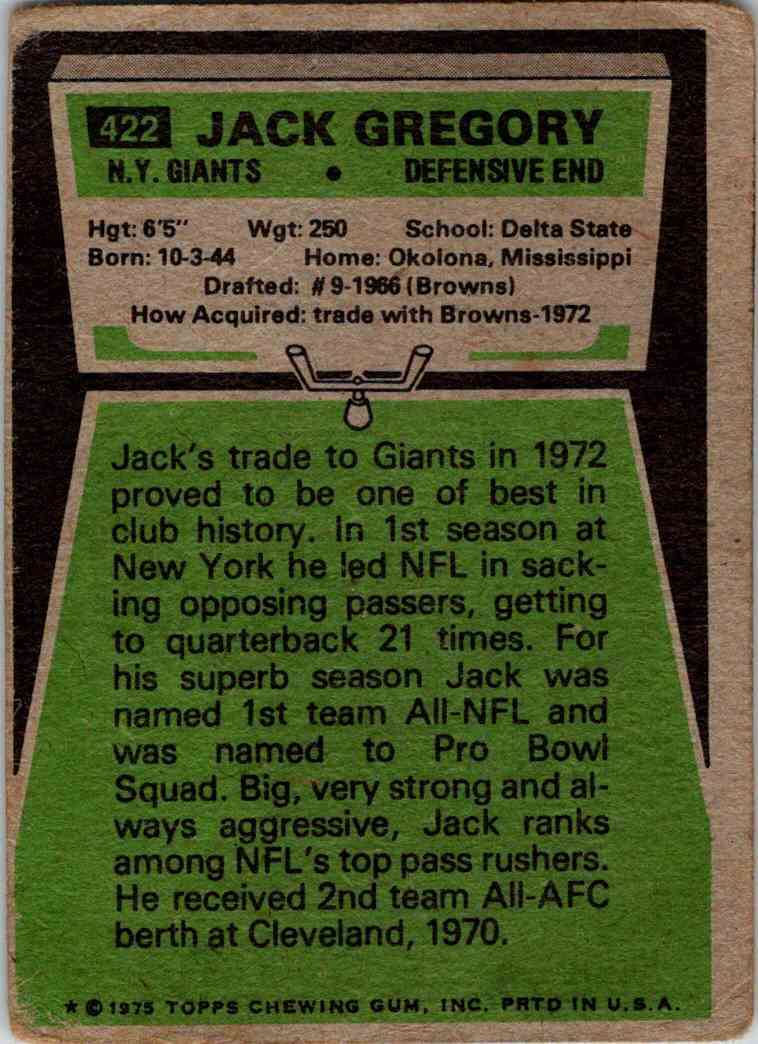 422 JACK GREGORY
N.Y. GIANTS • DEFENSIVE END
Hgt: 6'5" Wgt: 250 School: Delta State
Born: 10-3-44 Home: Okolona, Mississippi
Drafted: #9-1966 (Browns)
How Acquired: trade with Browns-1972
Jack's trade to Giants in 1972
proved to be one of best in
club history. In 1st season at
New York he led NFL in sack-
ing opposing passers, getting
to quarterback 21 times. For
his superb season Jack was
named 1st team All-NFL and
was named to Pro Bowl
Squad. Big, very strong and al-
ways aggressive, Jack ranks
among NFL's top pass rushers.
He received 2nd team All-AFC
berth at Cleveland, 1970.
* © 1975 TOPPS CHEWING GUM, INC. PRTD IN U.S.A.